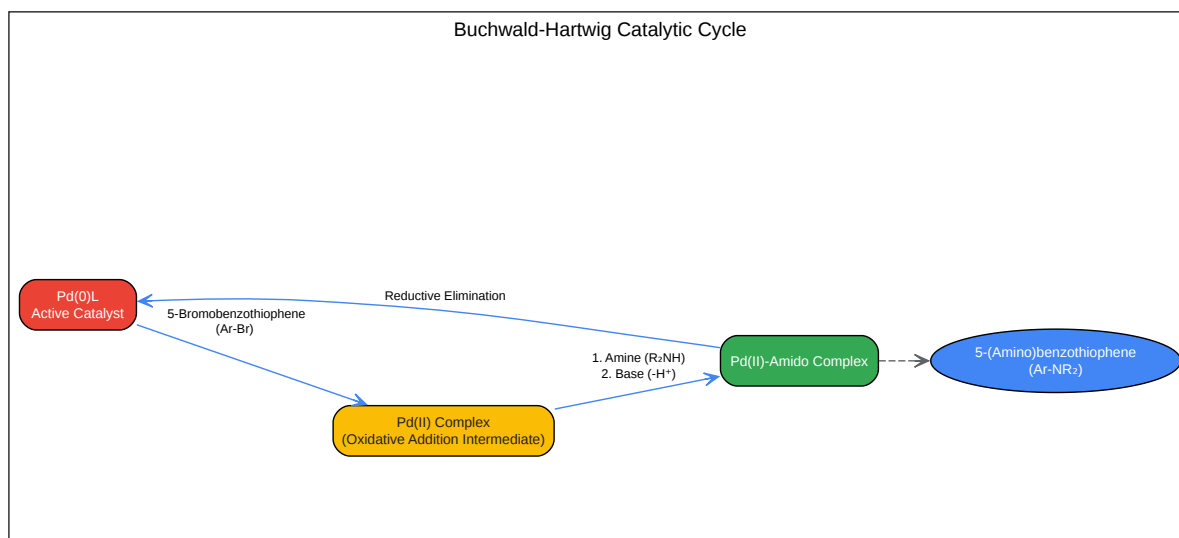 Buchwald-Hartwig Catalytic Cycle
Pd(0)L
Active Catalyst
Reductive Elimination
5-Bromobenzothiophene
(Ar-Br)
1. Amine (R₂NH)
2. Base (-H⁺)
Pd(II)-Amido Complex
5-(Amino)benzothiophene
(Ar-NR₂)
Pd(II) Complex
(Oxidative Addition Intermediate)